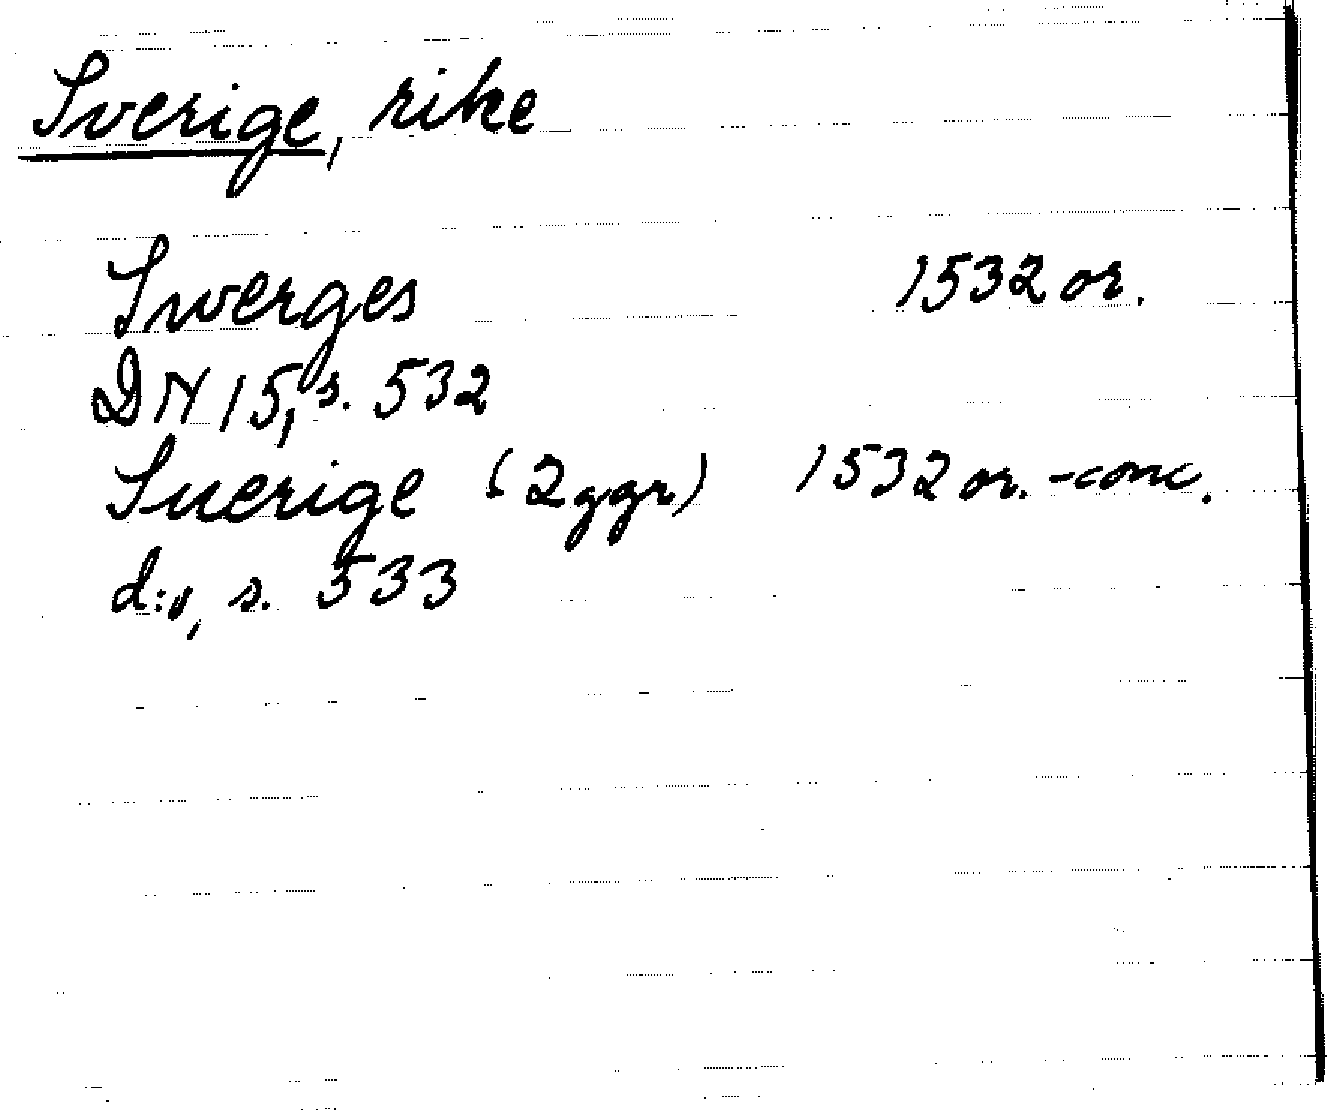 Sverige, rike
Swerges 1532 or.
DN 15, s. 532
Suerige (2 ggr) 1532 or.-conc.
d:o, s. 533